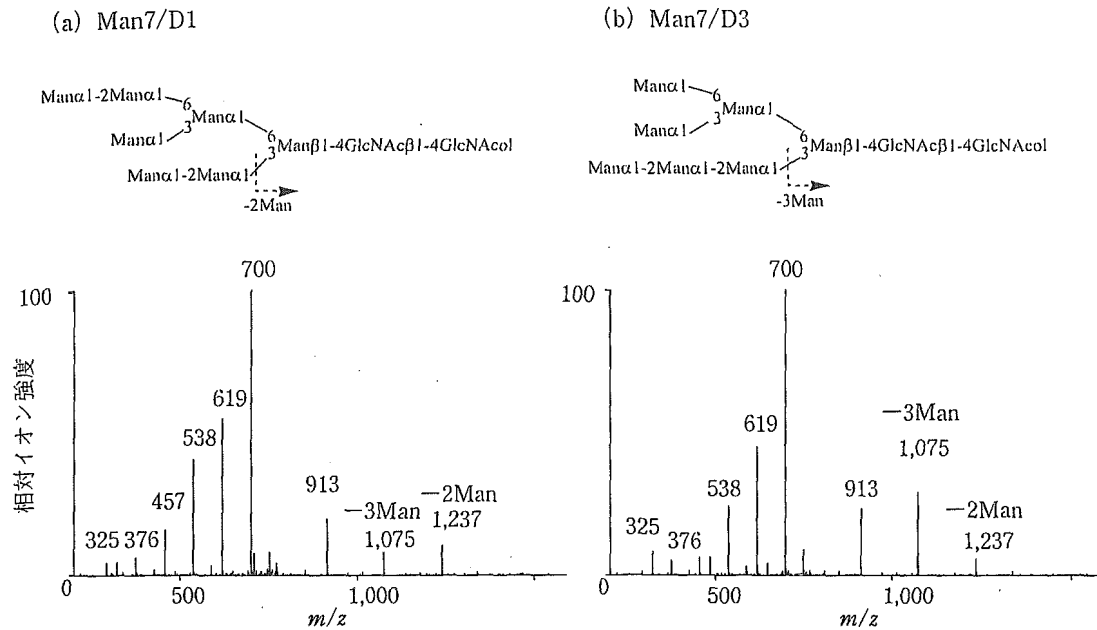 (a) Man7/D1
Manα1-2Manα1
6
Manα1
3
Manα1
6
Manβ1-4GlcNAcβ1-4GlcNAcol
3
Manα1-2Manα1
-2Man
700
100
相対イオン強度
619
538
457
325 376
913
−3Man
1,075
−2Man
1,237
0
500
1,000
m/z
(b) Man7/D3
Manα1
6
Manα1
3
Manα1
6
Manβ1-4GlcNAcβ1-4GlcNAcol
3
Manα1-2Manα1-2Manα1
-3Man
700
100
619
538
325
376
913
−3Man
1,075
−2Man
1,237
0
500
1,000
m/z